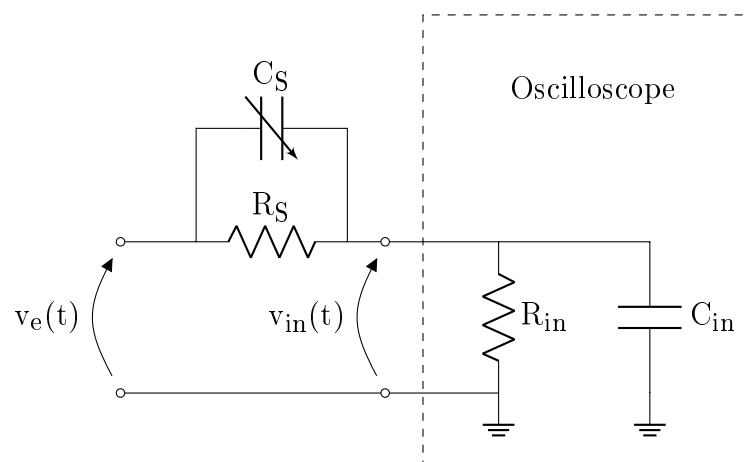 C_S
Oscilloscope
R_S
v_e(t)
v_in(t)
R_in
C_in